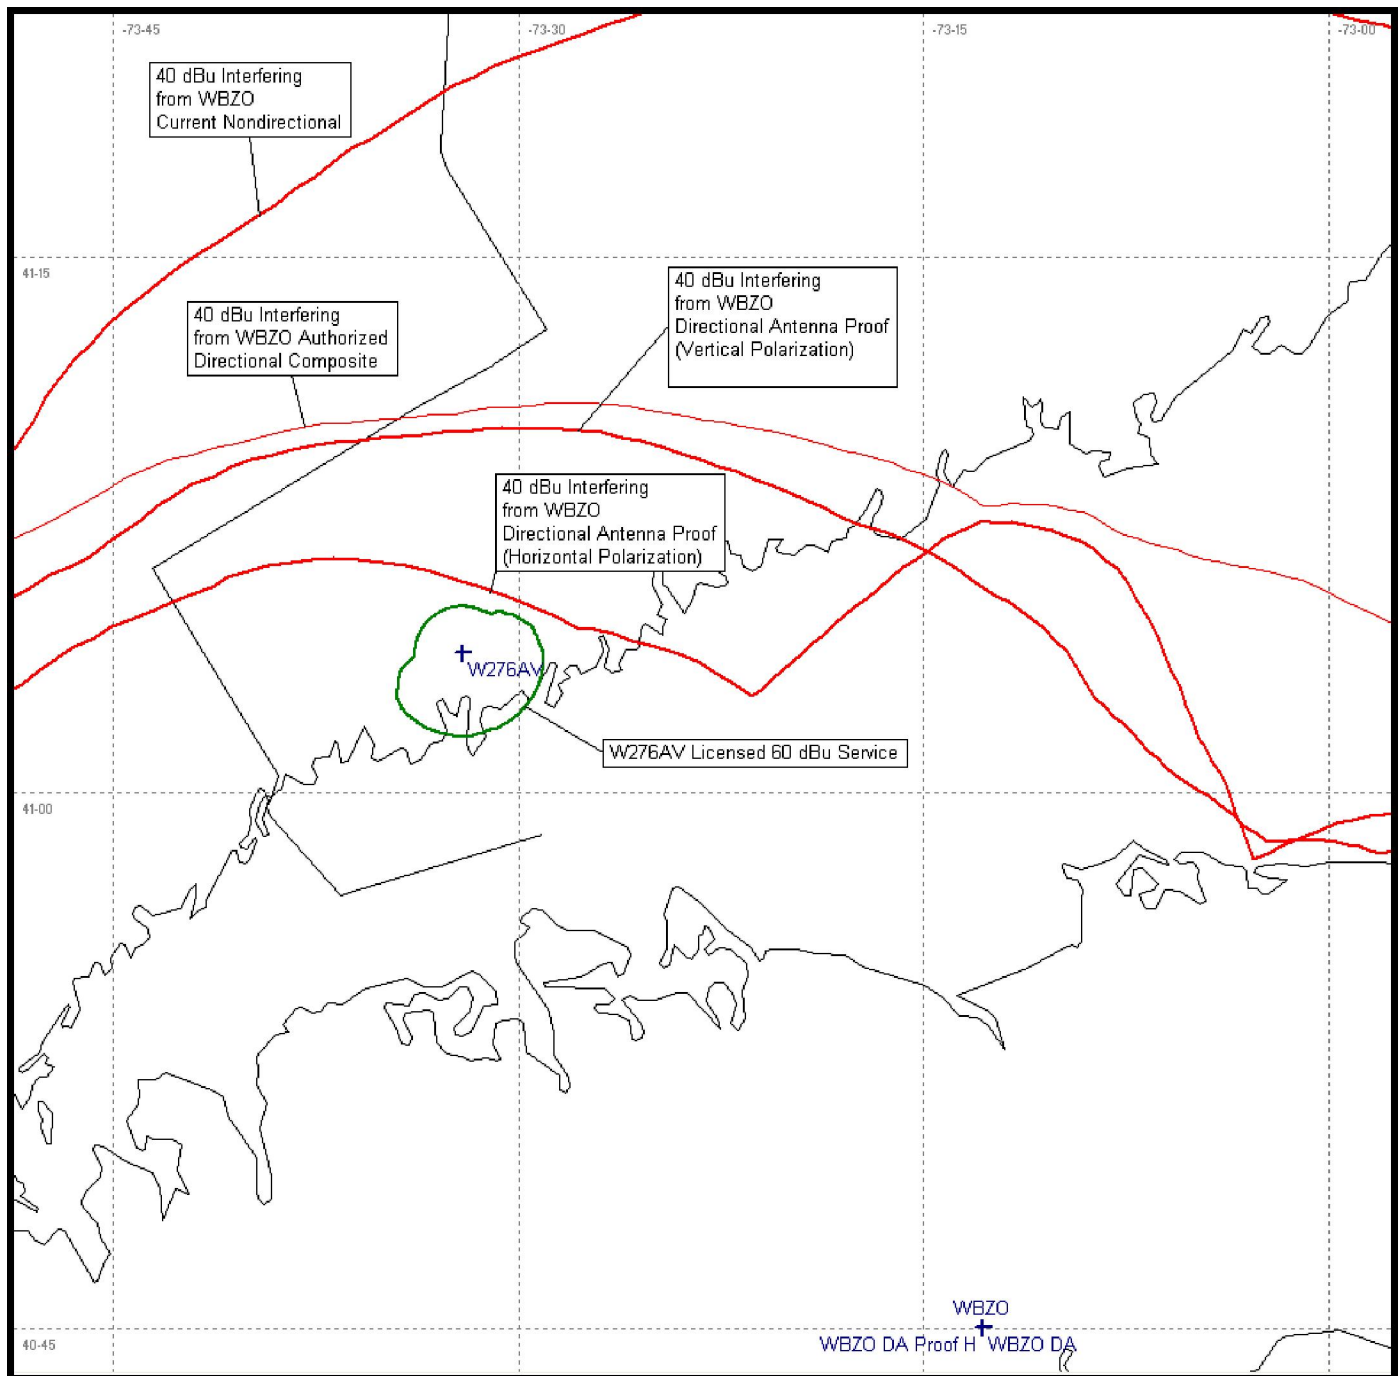 -73-45
-73-30
-73-15
-73-00
40 dBu Interfering
from WBZO
Current Nondirectional
41-15
40 dBu Interfering
from WBZO
Directional Antenna Proof
(Vertical Polarization)
40 dBu Interfering
from WBZO Authorized
Directional Composite
40 dBu Interfering
from WBZO
Directional Antenna Proof
(Horizontal Polarization)
W276AV
W276AV Licensed 60 dBu Service
41-00
WBZO
40-45
WBZO DA Proof H
WBZO DA